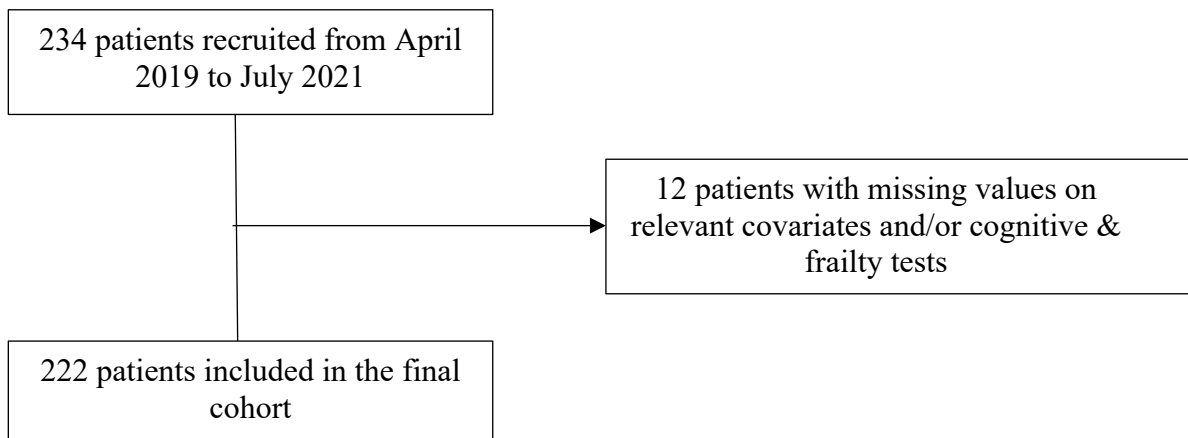 234 patients recruited from April
2019 to July 2021
12 patients with missing values on
relevant covariates and/or cognitive &
frailty tests
222 patients included in the final
cohort